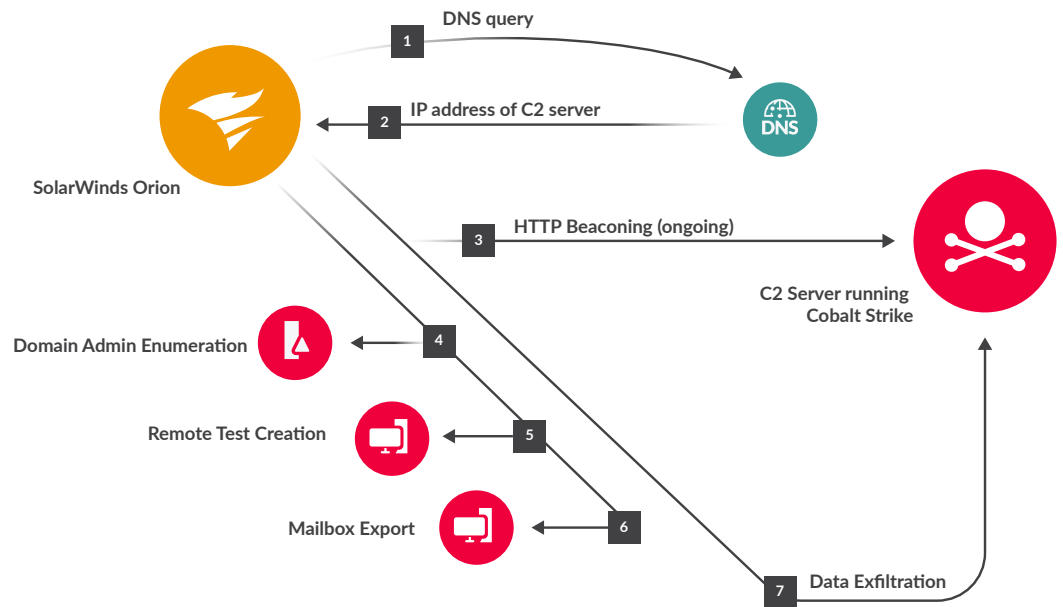 DNS query
1
IP address of C2 server
2
DNS
SolarWinds Orion
HTTP Beaconing (ongoing)
3
C2 Server running
Cobalt Strike
Domain Admin Enumeration
4
Remote Test Creation
5
Mailbox Export
6
7
Data Exfiltration